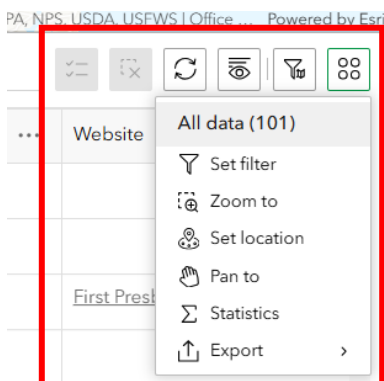 PA, NPS, USDA, USFWS | Office ... Powered by Esri
... Website
All data (101)
Set filter
Zoom to
Set location
Pan to
First Presb
Statistics
Export